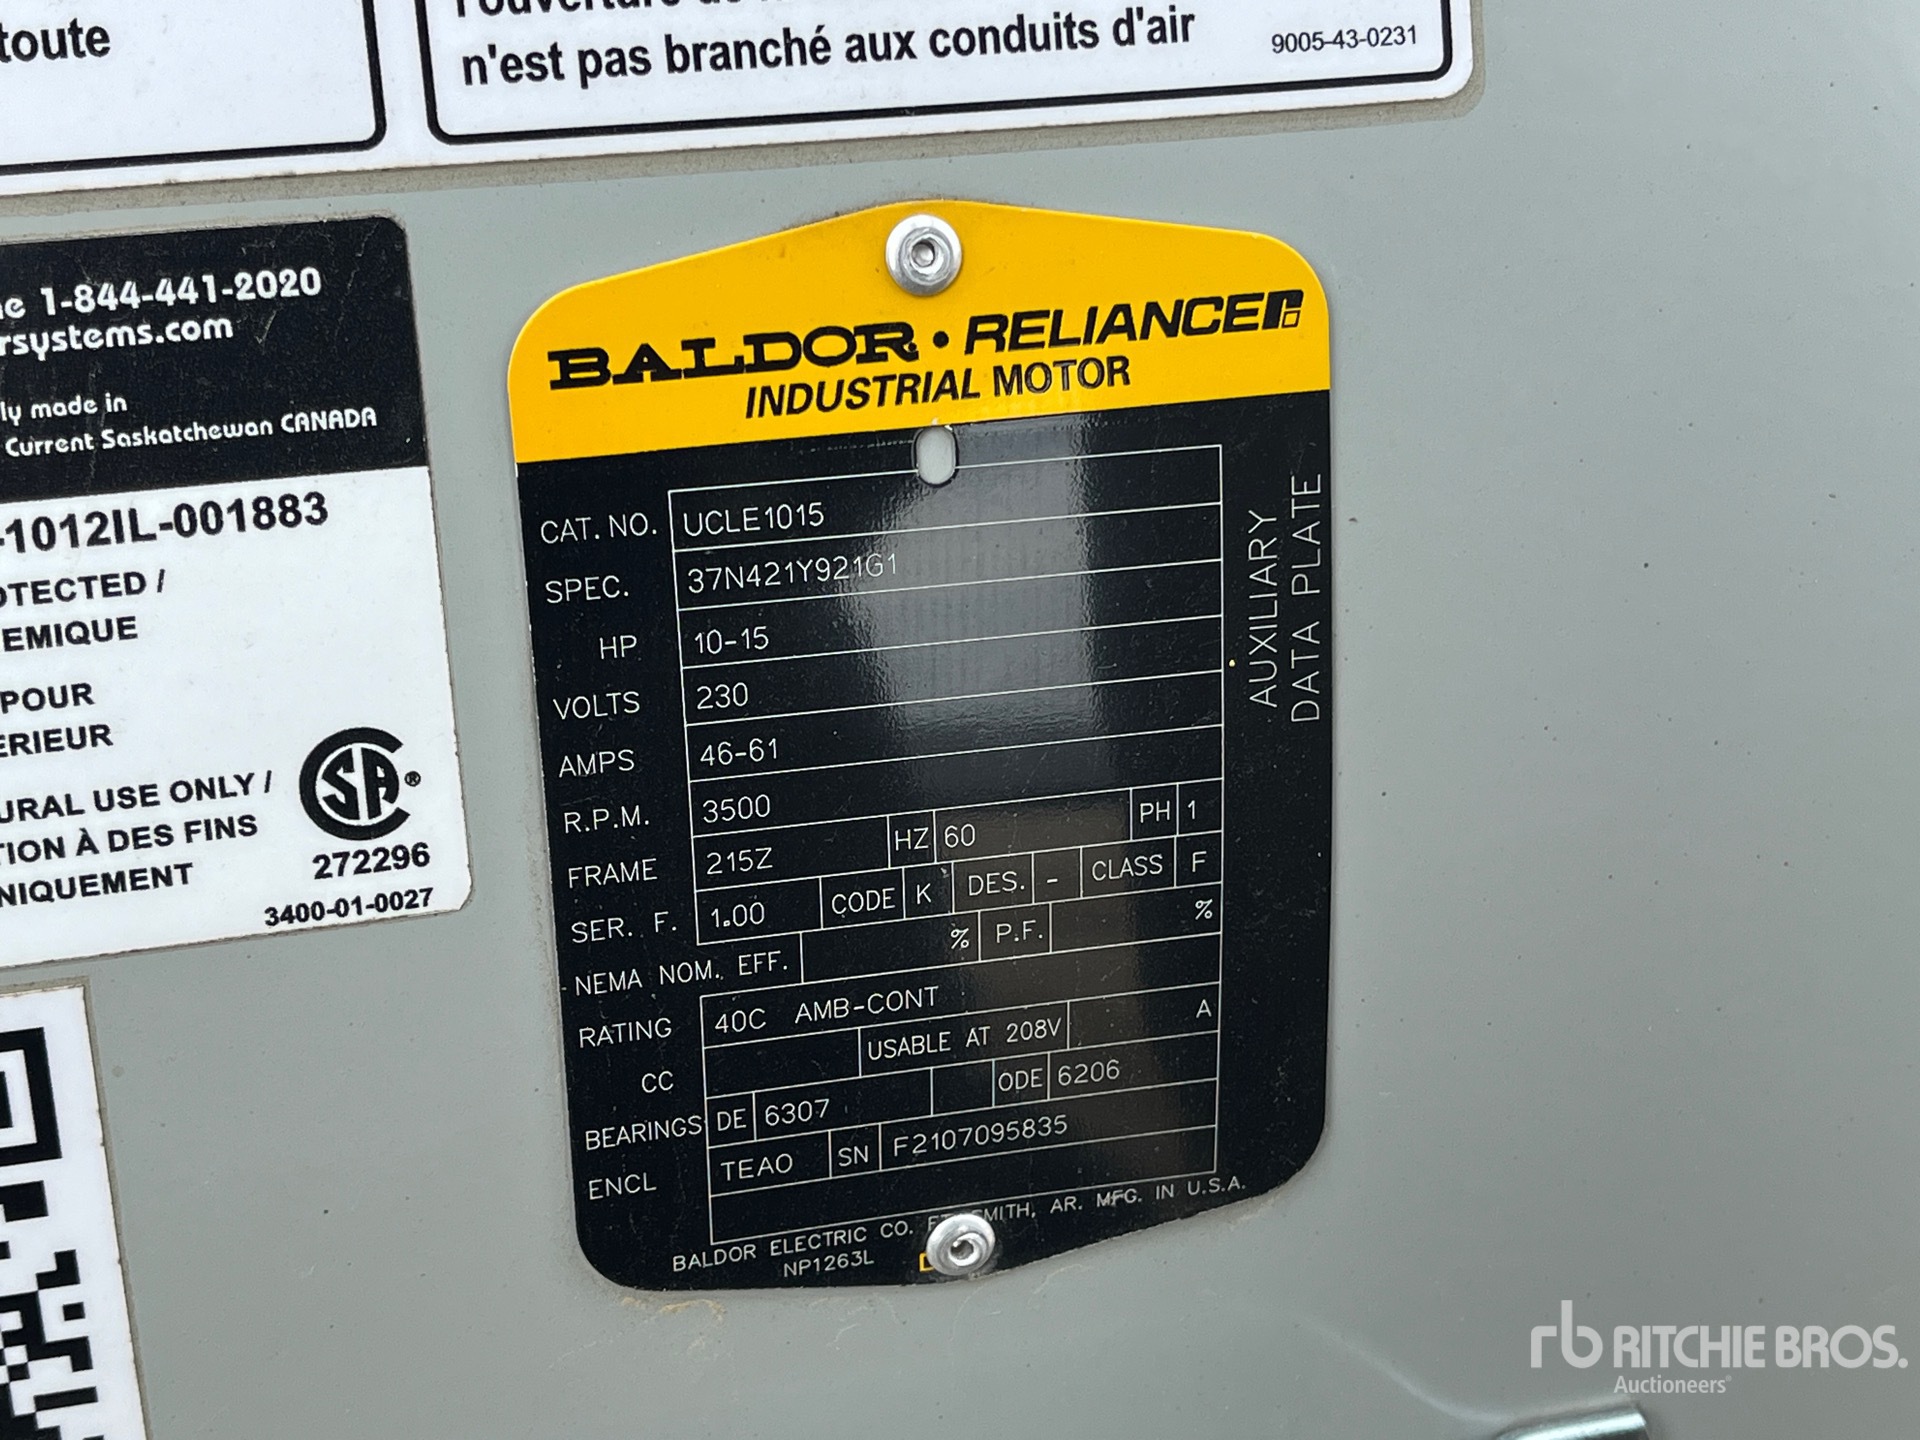 toute
n'est pas branché aux conduits d'air
9005-43-0231
1-844-441-2020
rsystems.com
ly made in
Current Saskatchewan CANADA
-1012IL-001883
OTECTED /
EMIQUE
POUR
ERIEUR
URAL USE ONLY /
TION À DES FINS
NIQUEMENT
CSA®
272296
3400-01-0027
BALDOR • RELIANCE
INDUSTRIAL MOTOR
CAT. NO. UCLE1015
SPEC. 37N421Y921G1
HP 10-15
VOLTS 230
AMPS 46-61
R.P.M. 3500
FRAME 215Z HZ 60 PH 1
SER. F. 1.00 CODE K DES. - CLASS F
NEMA NOM. EFF. % P.F. %
RATING 40C AMB-CONT
CC USABLE AT 208V A
BEARINGS DE 6307 ODE 6206
ENCL TEAO SN F2107095835
BALDOR ELECTRIC CO. AR. MFG. IN U.S.A.
NP1263L
AUXILIARY
DATA PLATE
rb RITCHIE BROS.
Auctioneers